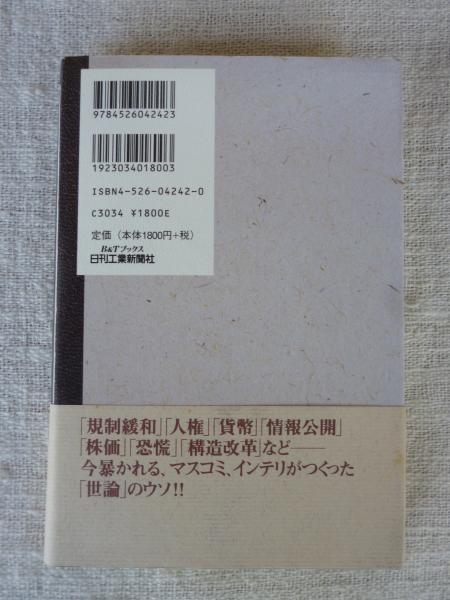 9784526042423
1923034018003
ISBN4-526-04242-0
C3034 ¥1800E
定価（本体1800円+税）
B&Tブックス
日刊工業新聞社
「規制緩和」「人権」「貨幣」「情報公開」
「株価」「恐慌」「構造改革」など――
今暴かれる、マスコミ、インテリがつくった
「世論」のウソ!!